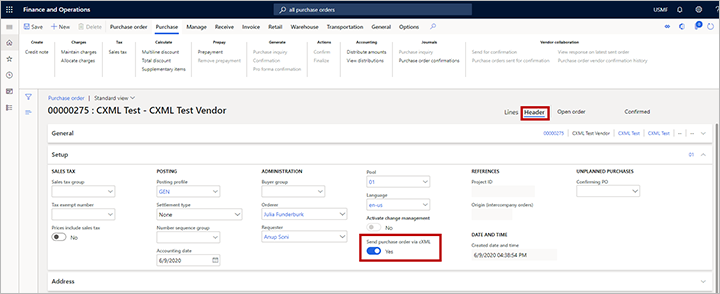 Finance and Operations
all purchase orders
USMF
Save
New
Delete
Purchase order
Purchase
Manage
Receive
Invoice
Retail
Warehouse
Transportation
General
Options
Create
Credit note
Charges
Maintain charges
Allocate charges
Tax
Sales tax
Calculate
Multiline discount
Total discount
Supplementary items
Prepay
Prepayment
Remove prepayment
Generate
Purchase inquiry
Confirmation
Pro forma confirmation
Actions
Confirm
Finalize
Accounting
Distribute amounts
View distributions
Journals
Purchase inquiry
Purchase order confirmations
Vendor collaboration
Send for confirmation
Purchase orders sent for confirmation
View response on latest sent order
Purchase order-vendor confirmation history
Purchase order | Standard view
00000275 : CXML Test - CXML Test Vendor
Lines
Header
Open order
Confirmed
General
00000275 | CXML Test Vendor | CXML Test | CXML Test | -- | --
Setup
01
SALES TAX
Sales tax group
Tax exempt number
Prices include sales tax
No
POSTING
Posting profile
GEN
Settlement type
None
Number sequence group
Accounting date
6/9/2020
ADMINISTRATION
Buyer group
Orderer
Julia Funderburk
Requester
Anup Soni
Pool
01
Language
en-us
Activate change management
No
Send purchase order via cXML
Yes
REFERENCES
Project ID
Origin (intercompany orders)
DATE AND TIME
Created date and time
6/9/2020 04:38:54 PM
UNPLANNED PURCHASES
Confirming PO
Address